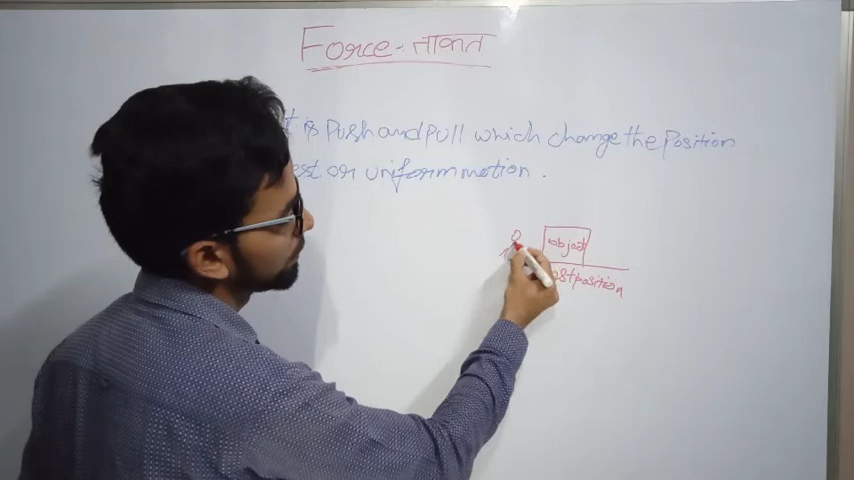 Force - ताकत
is Push and Pull which change the Position
or uniform motion .
object
position